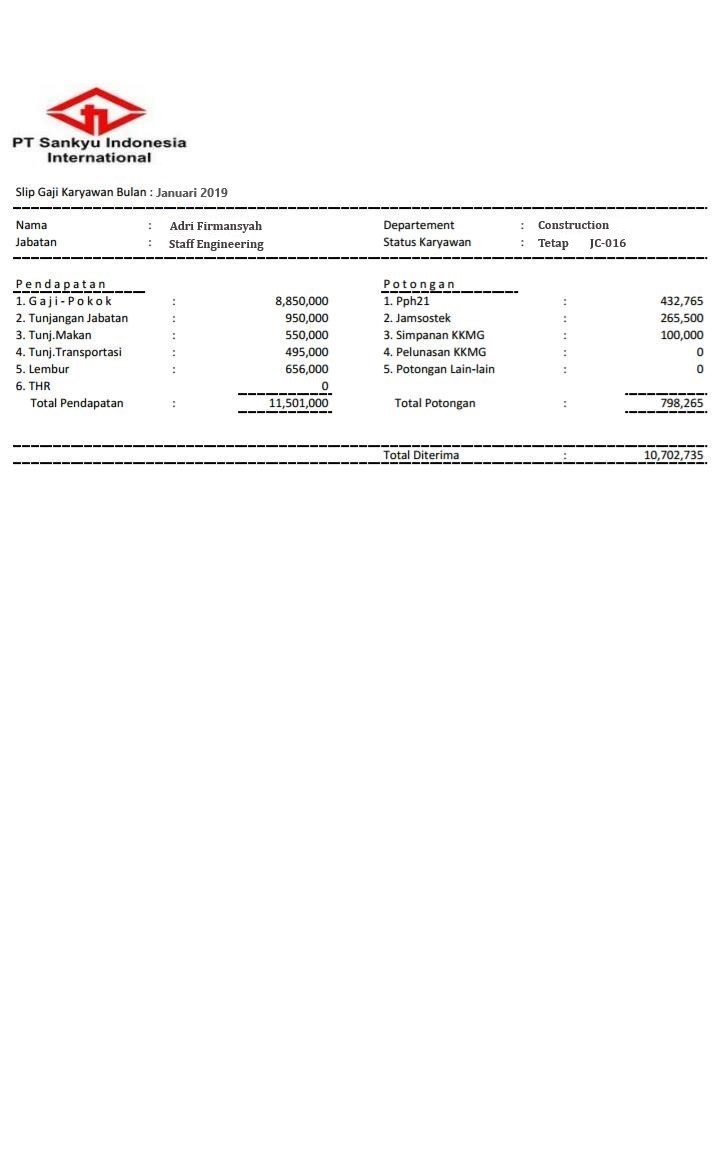 PT Sankyu Indonesia
International
Slip Gaji Karyawan Bulan : Januari 2019
Nama : Adri Firmansyah Departement : Construction
Jabatan : Staff Engineering Status Karyawan : Tetap JC-016
Pendapatan Potongan
1. Gaji-Pokok : 8,850,000 1. Pph21 : 432,765
2. Tunjangan Jabatan : 950,000 2. Jamsostek : 265,500
3. Tunj.Makan : 550,000 3. Simpanan KKMG : 100,000
4. Tunj.Transportasi : 495,000 4. Pelunasan KKMG : 0
5. Lembur : 656,000 5. Potongan Lain-lain : 0
6. THR 0
Total Pendapatan : 11,501,000 Total Potongan : 798,265
Total Diterima : 10,702,735